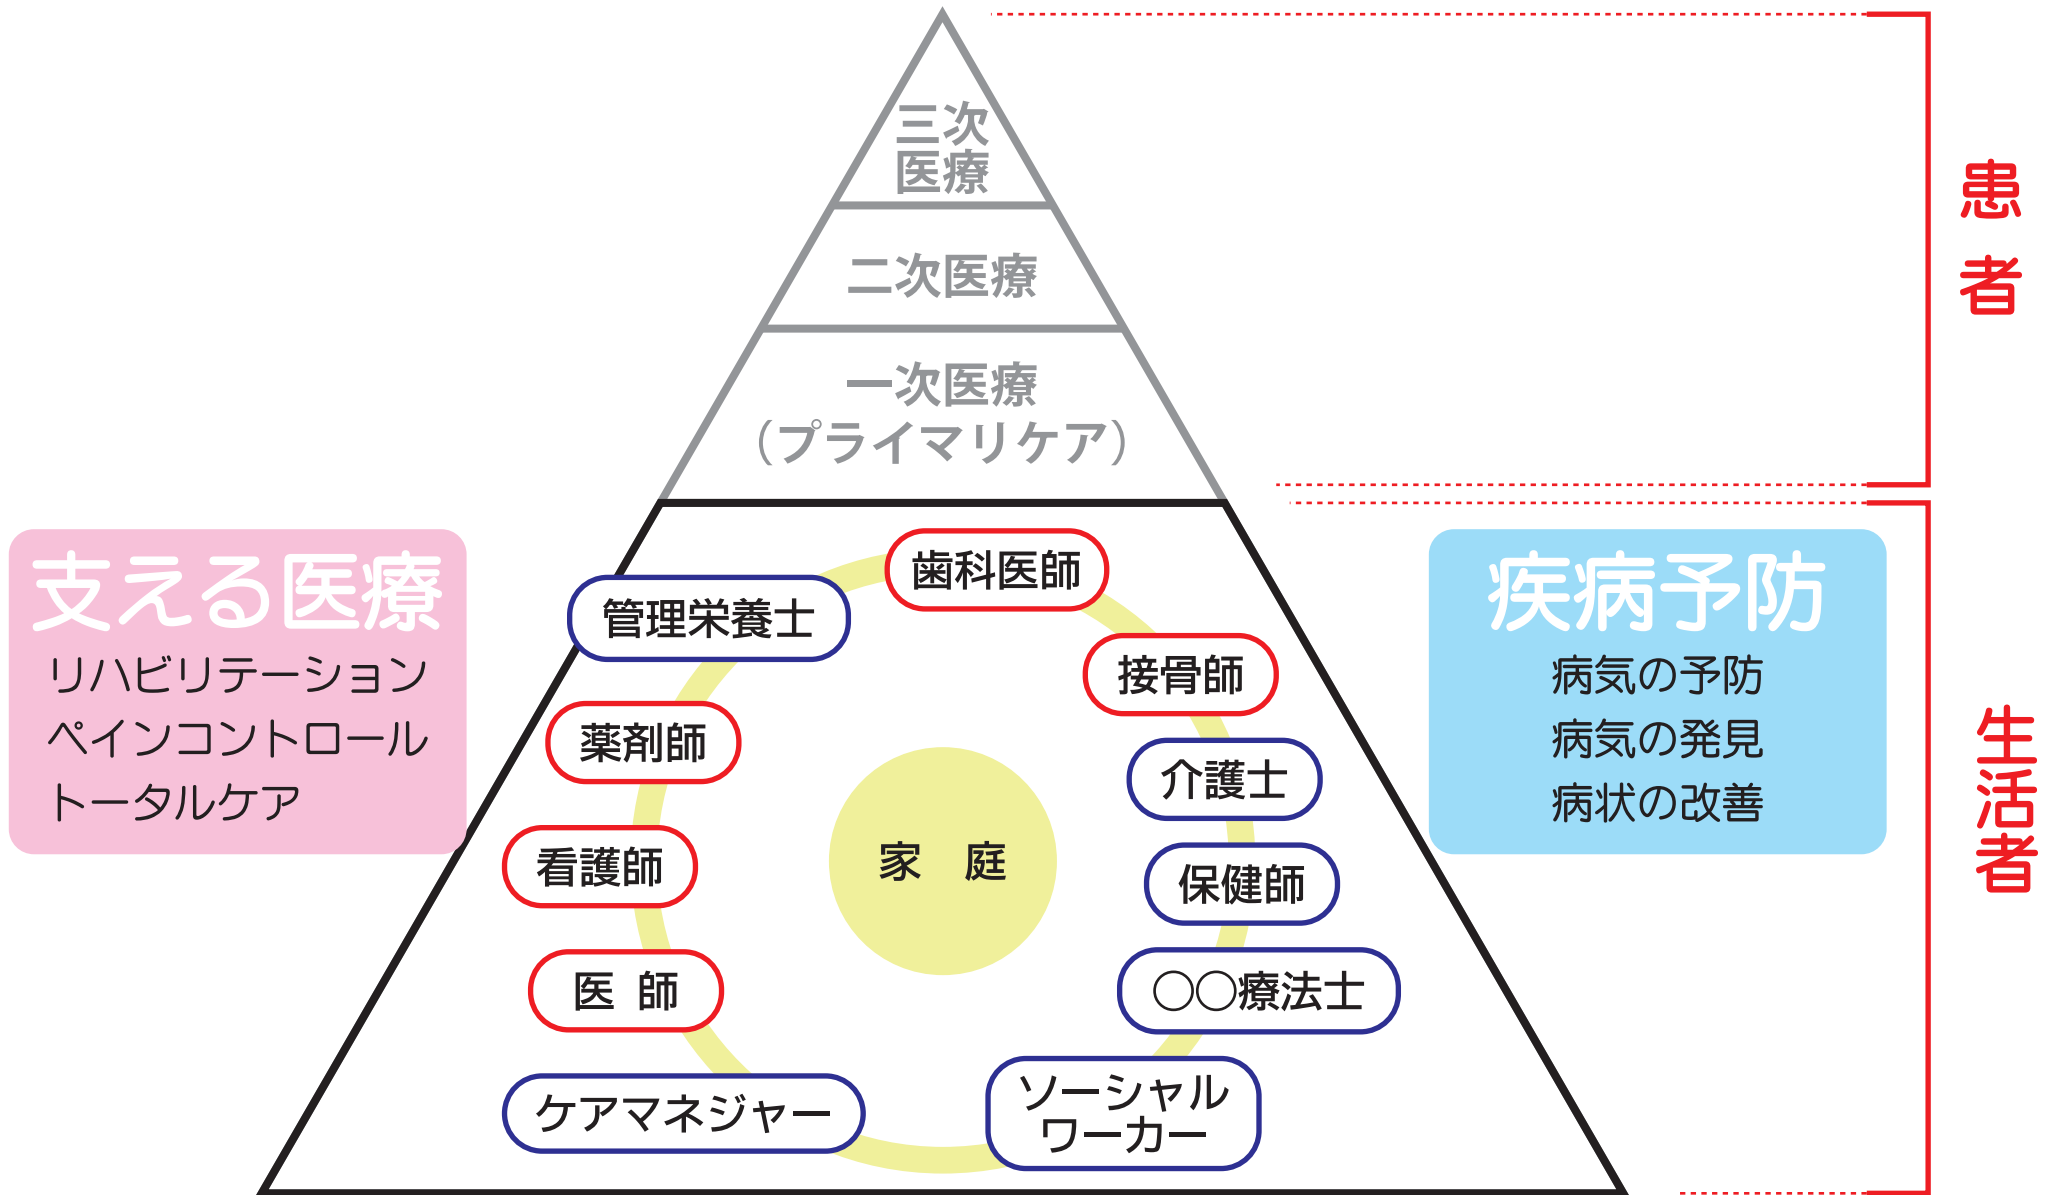 三次
医療
二次医療
一次医療
（プライマリケア）
患者
支える医療
リハビリテーション
ペインコントロール
トータルケア
歯科医師
管理栄養士
接骨師
薬剤師
介護士
看護師
家　庭
保健師
医 師
〇〇療法士
ケアマネジャー
ソーシャル
ワーカー
疾病予防
病気の予防
病気の発見
病状の改善
生活者